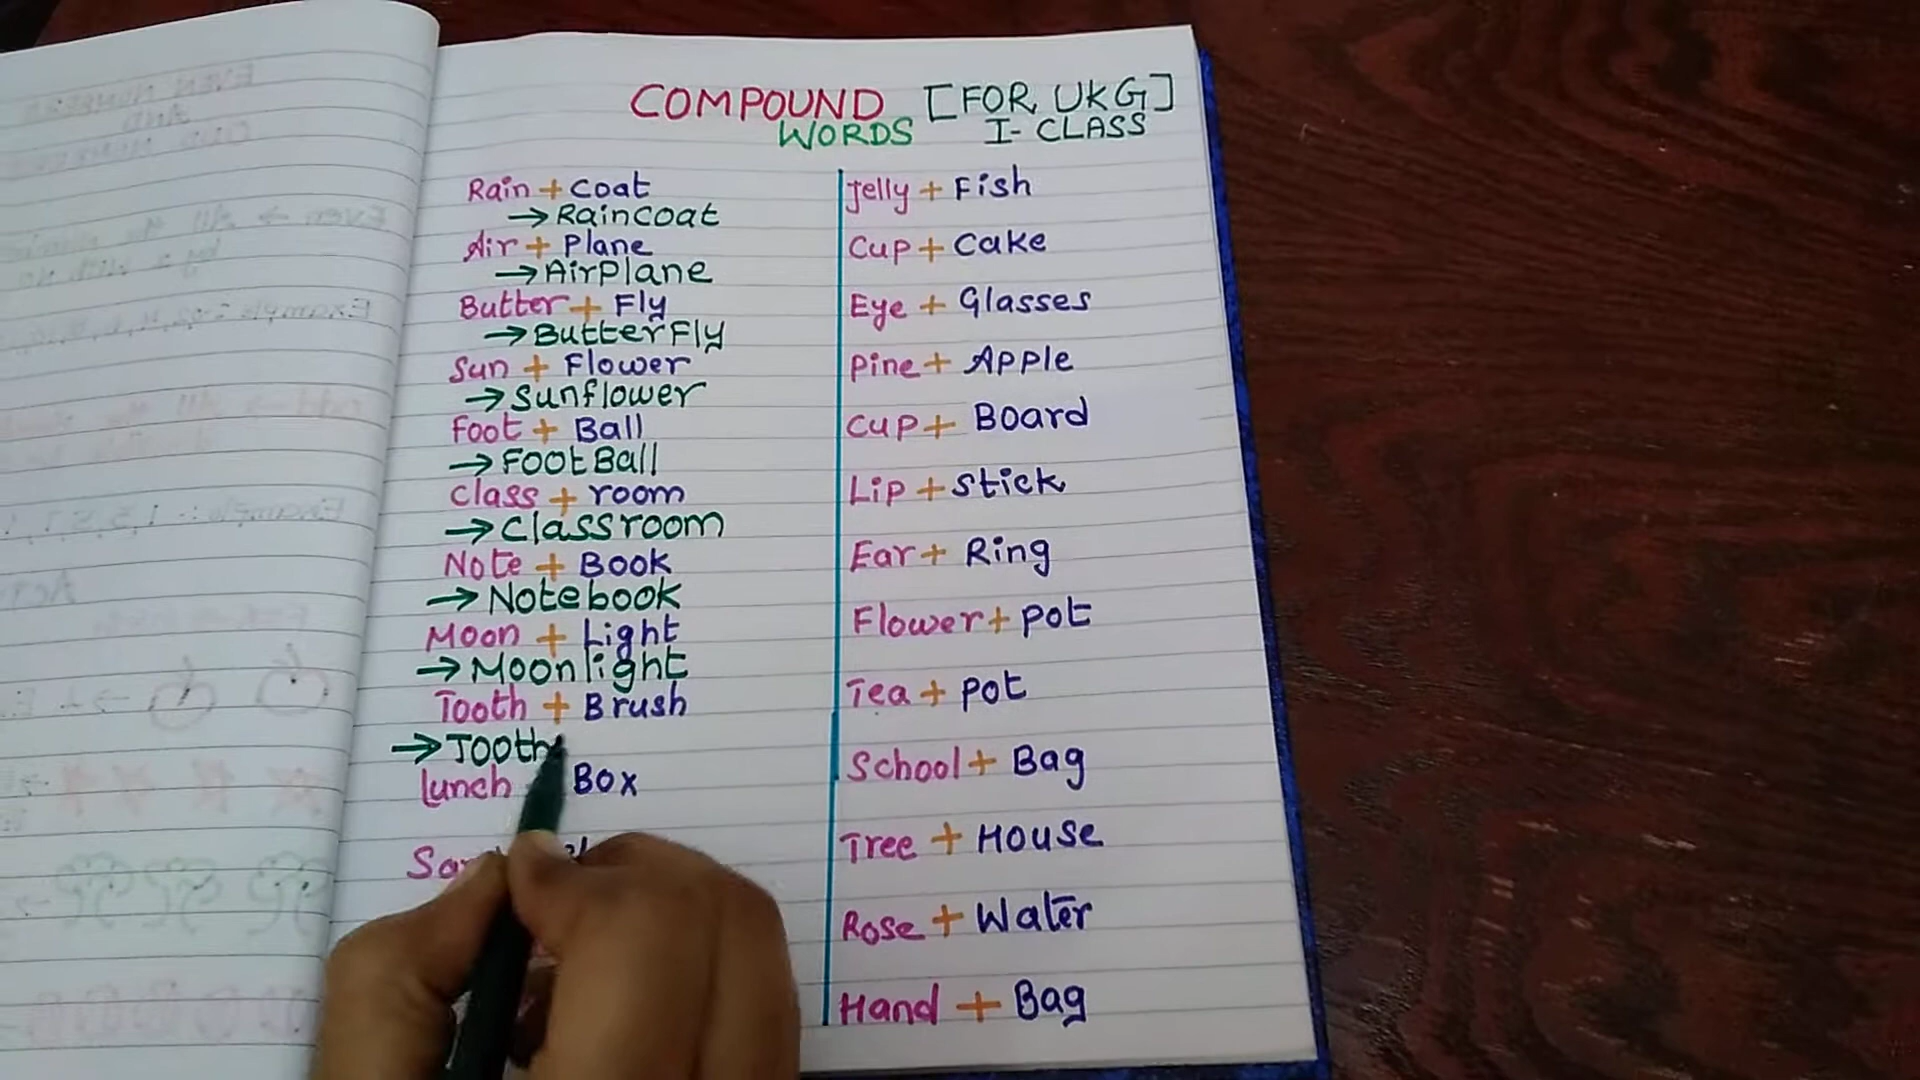 COMPOUND [FOR UKG]
WORDS I- CLASS
Rain + Coat
→ Raincoat
Air + Plane
→ AirPlane
Butter + Fly
→ ButterFly
Sun + Flower
→ Sunflower
Foot + Ball
→ FootBall
Class + room
→ Classroom
Note + Book
→ Notebook
Moon + Light
→ Moonlight
Tooth + Brush
→ Tooth
Lunch Box
Jelly + Fish
Cup + Cake
Eye + Glasses
Pine + Apple
Cup + Board
Lip + Stick
Ear + Ring
Flower + Pot
Tea + Pot
School + Bag
Tree + House
Rose + Water
Hand + Bag